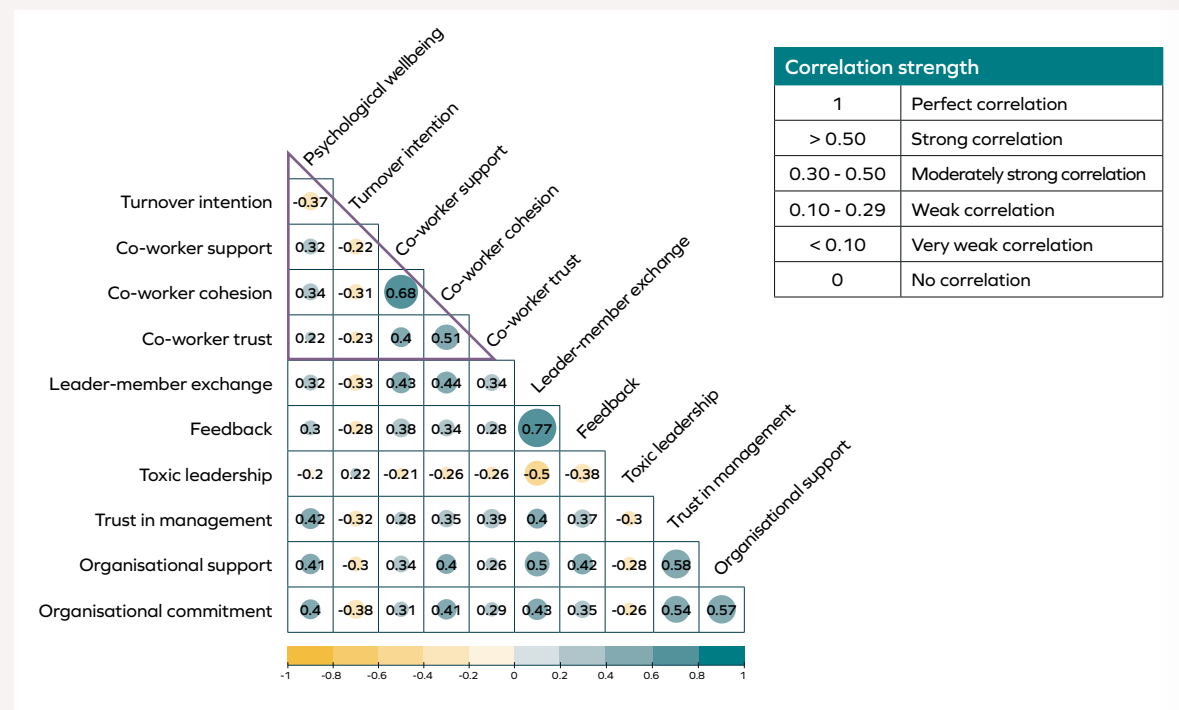 Psychological wellbeing
Turnover intention
Co-worker support
Co-worker cohesion
Co-worker trust
Leader-member exchange
Feedback
Toxic leadership
Trust in management
Organisational support
Turnover intention -0.37
Co-worker support 0.32 -0.22
Co-worker cohesion 0.34 -0.31 0.68
Co-worker trust 0.22 -0.23 0.4 0.51
Leader-member exchange 0.32 -0.33 0.43 0.44 0.34
Feedback 0.3 -0.28 0.38 0.34 0.28 0.77
Toxic leadership -0.2 0.22 -0.21 -0.26 -0.26 -0.5 -0.38
Trust in management 0.42 -0.32 0.28 0.35 0.39 0.4 0.37 -0.3
Organisational support 0.41 -0.3 0.34 0.4 0.26 0.5 0.42 -0.28 0.58
Organisational commitment 0.4 -0.38 0.31 0.41 0.29 0.43 0.35 -0.26 0.54 0.57
-1 -0.8 -0.6 -0.4 -0.2 0 0.2 0.4 0.6 0.8 1
Correlation strength
1 Perfect correlation
> 0.50 Strong correlation
0.30 - 0.50 Moderately strong correlation
0.10 - 0.29 Weak correlation
< 0.10 Very weak correlation
0 No correlation